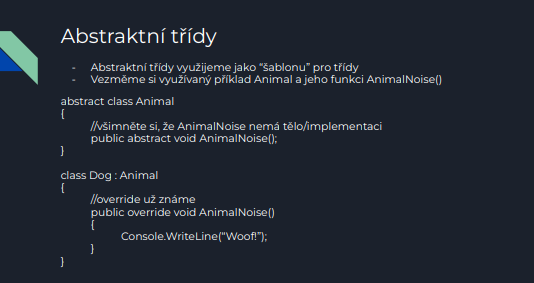 Abstraktní třídy
- Abstraktní třídy využijeme jako “šablonu” pro třídy
- Vezměme si využívaný příklad Animal a jeho funkci AnimalNoise()
abstract class Animal
{
//všimněte si, že AnimalNoise nemá tělo/implementaci
public abstract void AnimalNoise();
}
class Dog : Animal
{
//override už známe
public override void AnimalNoise()
{
Console.WriteLine(“Woof!”);
}
}